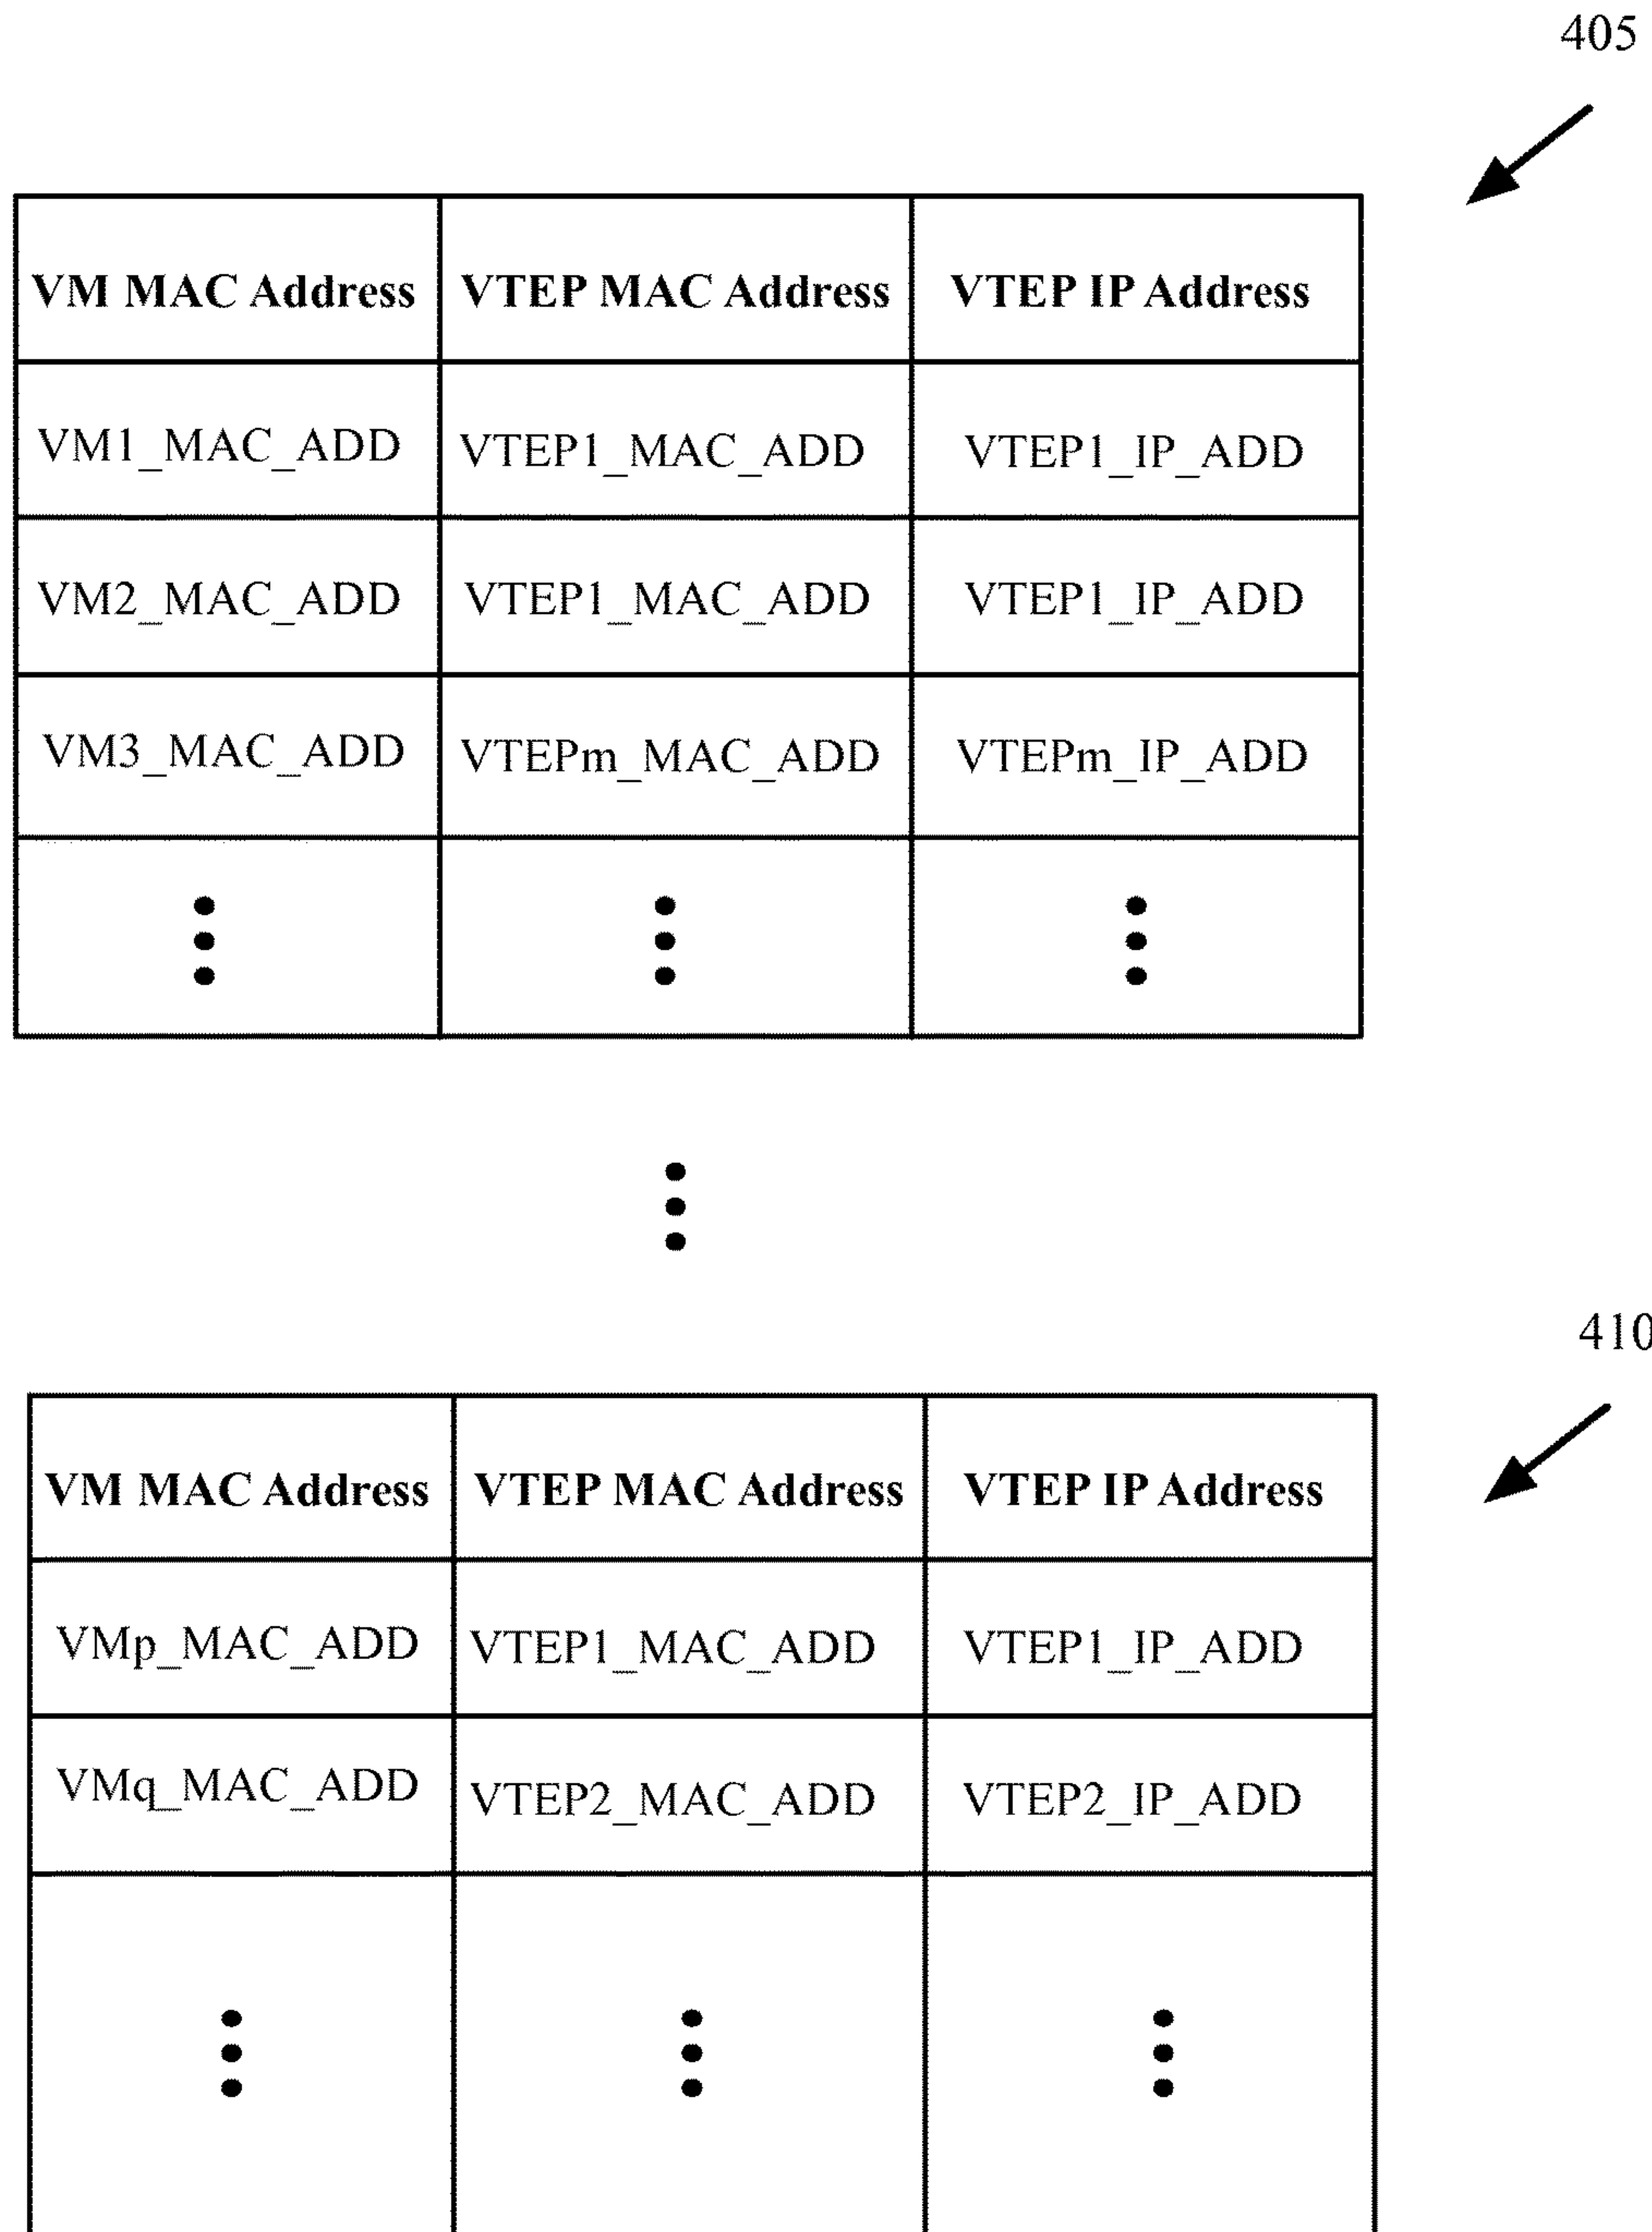 405
VM MAC Address VTEP MAC Address VTEP IP Address
VM1_MAC_ADD VTEP1_MAC_ADD VTEP1_IP_ADD
VM2_MAC_ADD VTEP1_MAC_ADD VTEP1_IP_ADD
VM3_MAC_ADD VTEPm_MAC_ADD VTEPm_IP_ADD
410
VM MAC Address VTEP MAC Address VTEP IP Address
VMp_MAC_ADD VTEP1_MAC_ADD VTEP1_IP_ADD
VMq_MAC_ADD VTEP2_MAC_ADD VTEP2_IP_ADD